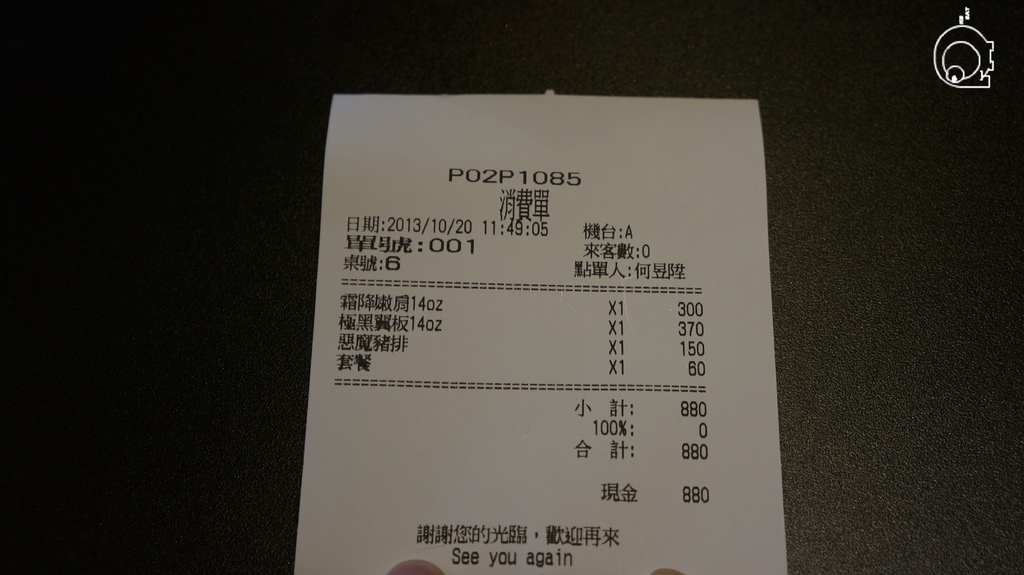 P02P1085
消費單
日期:2013/10/20 11:49:05 機台:A
單號:001 來客數:0
桌號:6 點單人:何昱陞
霜降嫩肩14oz X1 300
極黑翼板14oz X1 370
惡魔豬排 X1 150
套餐 X1 60
小 計: 880
100%: 0
合 計: 880
現金 880
謝謝您的光臨,歡迎再來
See you again